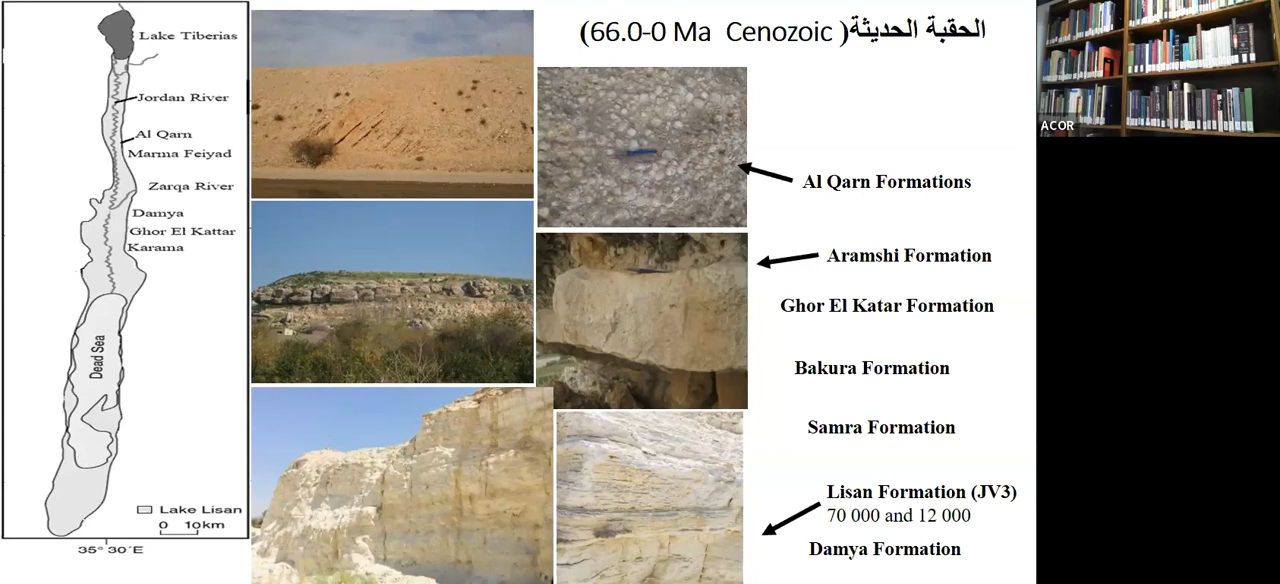 Lake Tiberias
Jordan River
Al Qarn
Marma Feiyad
Zarqa River
Damya
Ghor El Kattar
Karama
Dead Sea
Lake Lisan
0 10km
35° 30´E
(66.0-0 Ma Cenozoic )الحقبة الحديثة
Al Qarn Formations
Aramshi Formation
Ghor El Katar Formation
Bakura Formation
Samra Formation
Lisan Formation (JV3)
70 000 and 12 000
Damya Formation
ACOR